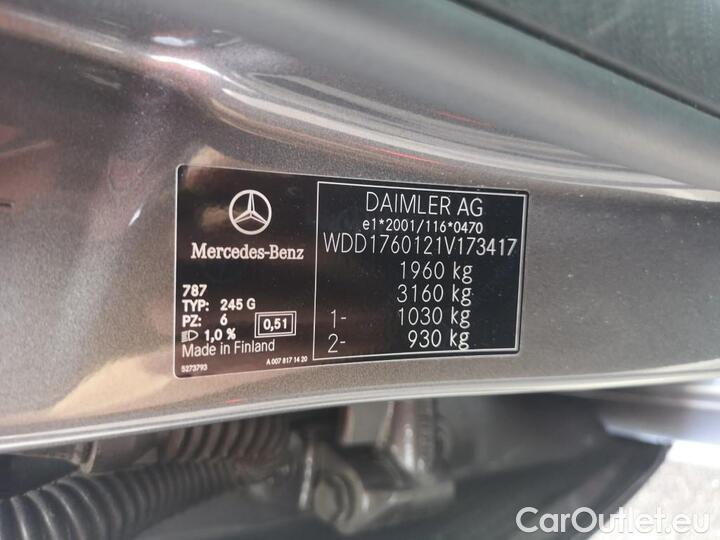 Mercedes-Benz
787
TYP: 245 G
PZ: 6
1,0 %
0,51
Made in Finland
S273793
A 007 817 14 20
DAIMLER AG
e1*2001/116*0470
WDD1760121V173417
1960 kg
3160 kg
1- 1030 kg
2- 930 kg
CarOutlet.eu